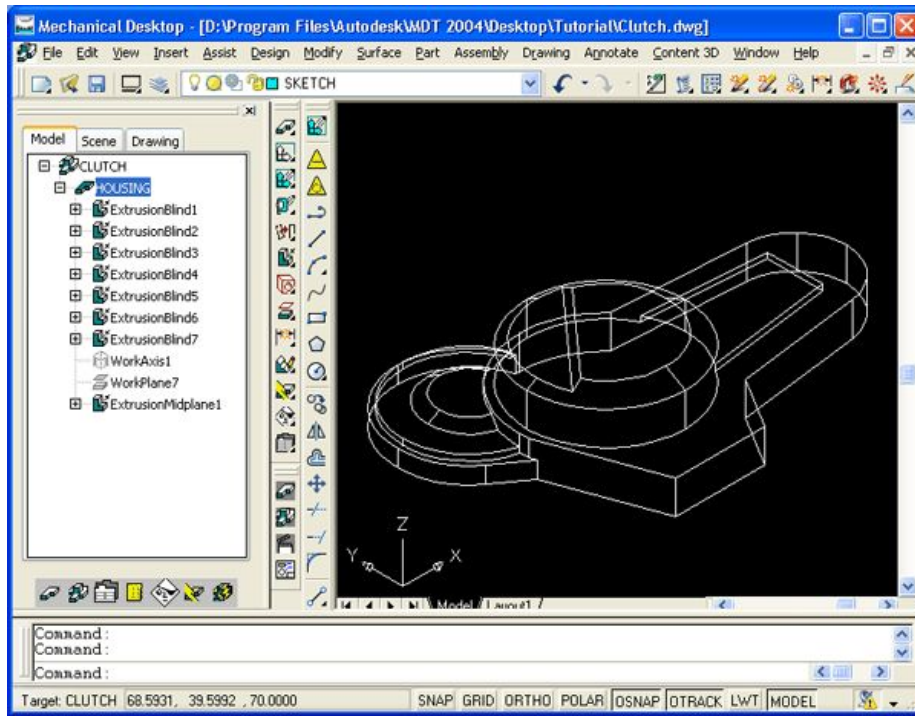 Mechanical Desktop - [D:\Program Files\Autodesk\MDT 2004\Desktop\Tutorial\Clutch.dwg]
File Edit View Insert Assist Design Modify Surface Part Assembly Drawing Annotate Content 3D Window Help
SKETCH
Model Scene Drawing
CLUTCH
HOUSING
ExtrusionBlind1
ExtrusionBlind2
ExtrusionBlind3
ExtrusionBlind4
ExtrusionBlind5
ExtrusionBlind6
ExtrusionBlind7
WorkAxis1
WorkPlane7
ExtrusionMidplane1
Z
Y X
Model Layout1
Command:
Command:
Command:
Target: CLUTCH 68.5931, 39.5992 , 70.0000 SNAP GRID ORTHO POLAR OSNAP OTRACK LWT MODEL